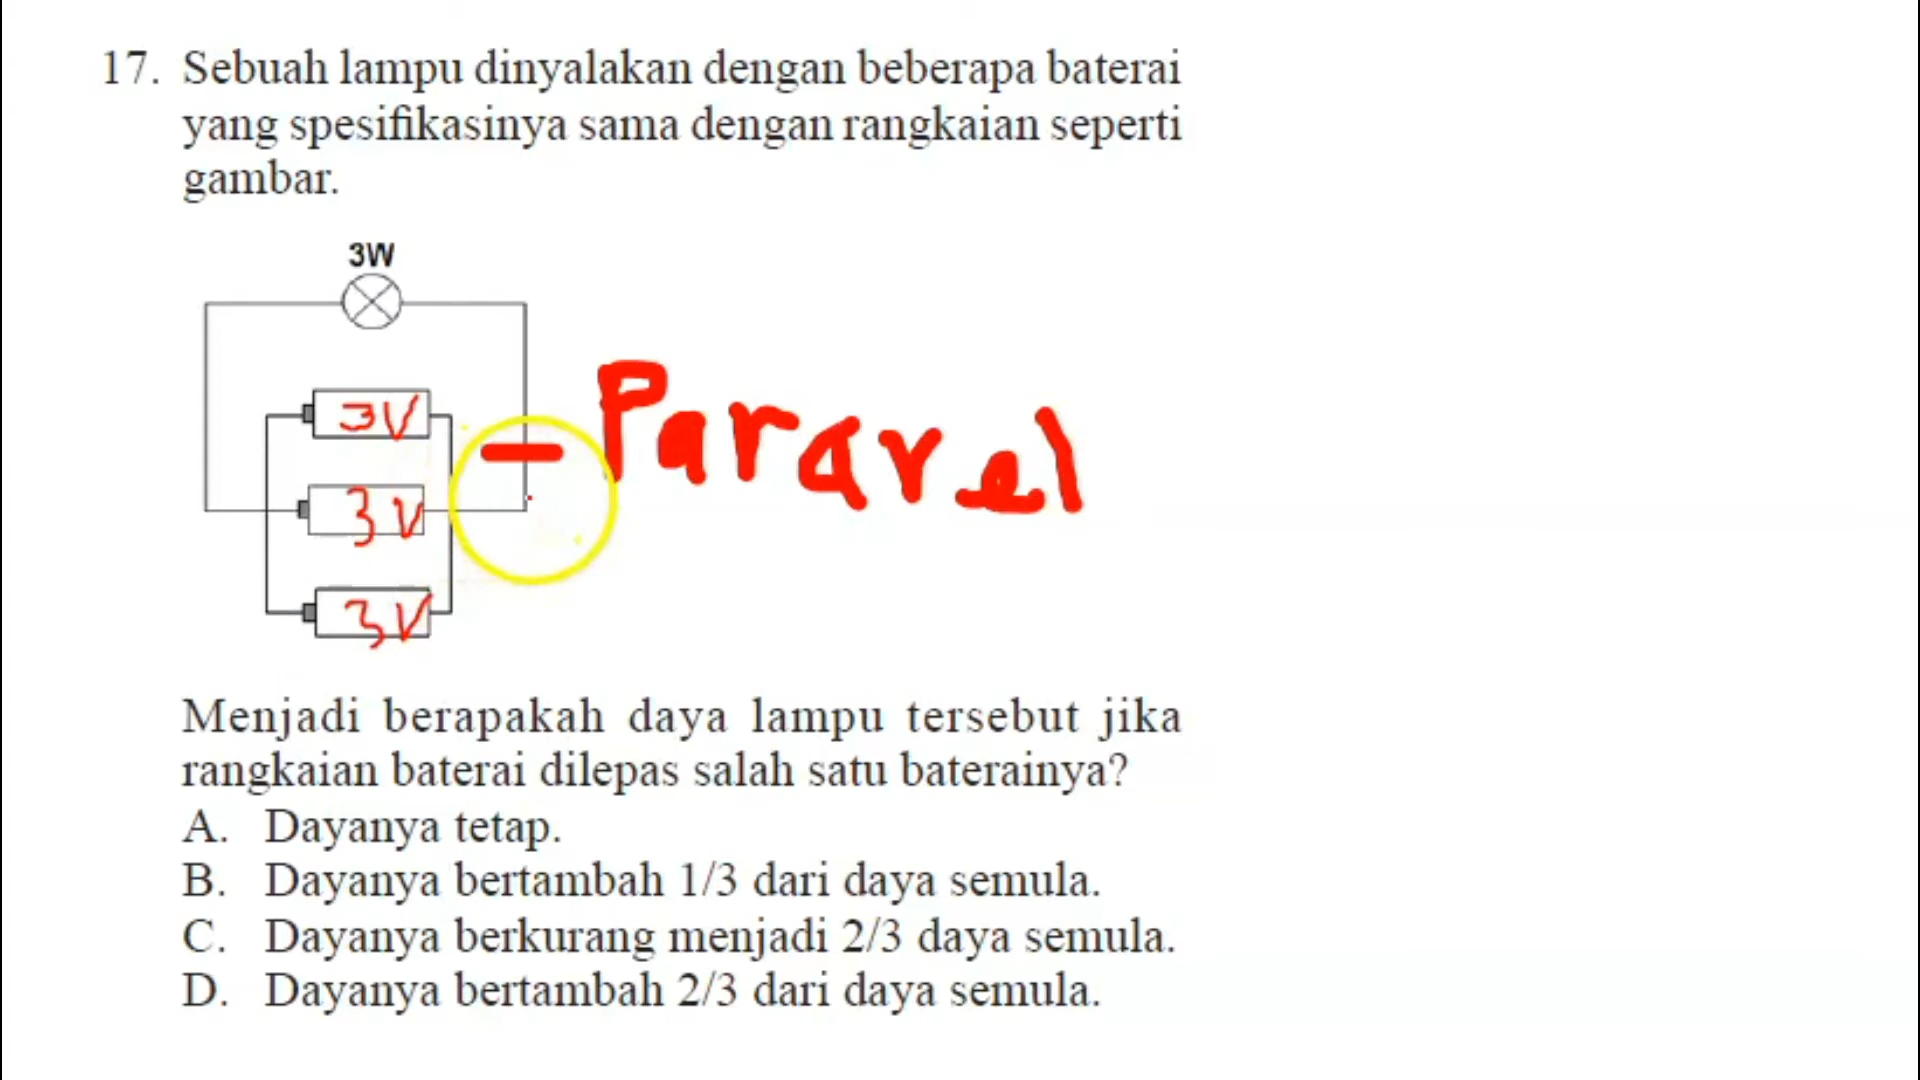 17. Sebuah lampu dinyalakan dengan beberapa baterai
yang spesifikasinya sama dengan rangkaian seperti
gambar.
3W
3V
3V
3V
- Pararel
Menjadi berapakah daya lampu tersebut jika
rangkaian baterai dilepas salah satu baterainya?
A. Dayanya tetap.
B. Dayanya bertambah 1/3 dari daya semula.
C. Dayanya berkurang menjadi 2/3 daya semula.
D. Dayanya bertambah 2/3 dari daya semula.